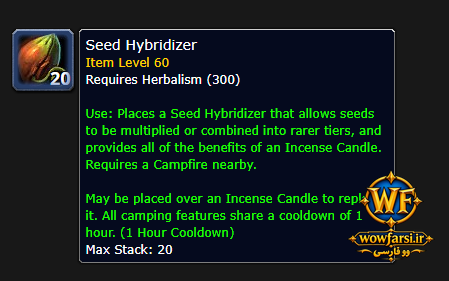 20
Seed Hybridizer
Item Level 60
Requires Herbalism (300)
Use: Places a Seed Hybridizer that allows seeds
to be multiplied or combined into rarer tiers, and
provides all of the benefits of an Incense Candle.
Requires a Campfire nearby.
May be placed over an Incense Candle to
it. All camping features share a cooldown of 1
hour. (1 Hour Cooldown)
Max Stack: 20
WF
wowfarsi.ir
وو فارسی